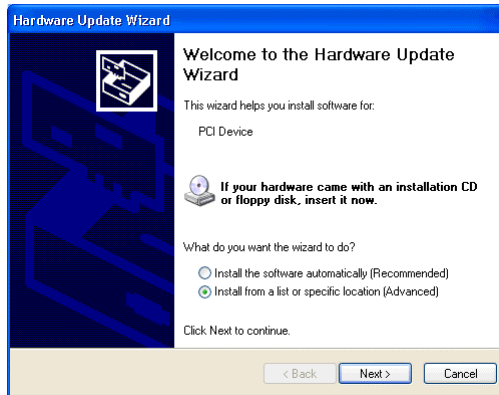 Hardware Update Wizard
Welcome to the Hardware Update
Wizard
This wizard helps you install software for:
PCI Device
If your hardware came with an installation CD
or floppy disk, insert it now.
What do you want the wizard to do?
Install the software automatically (Recommended)
Install from a list or specific location (Advanced)
Click Next to continue.
< Back Next > Cancel